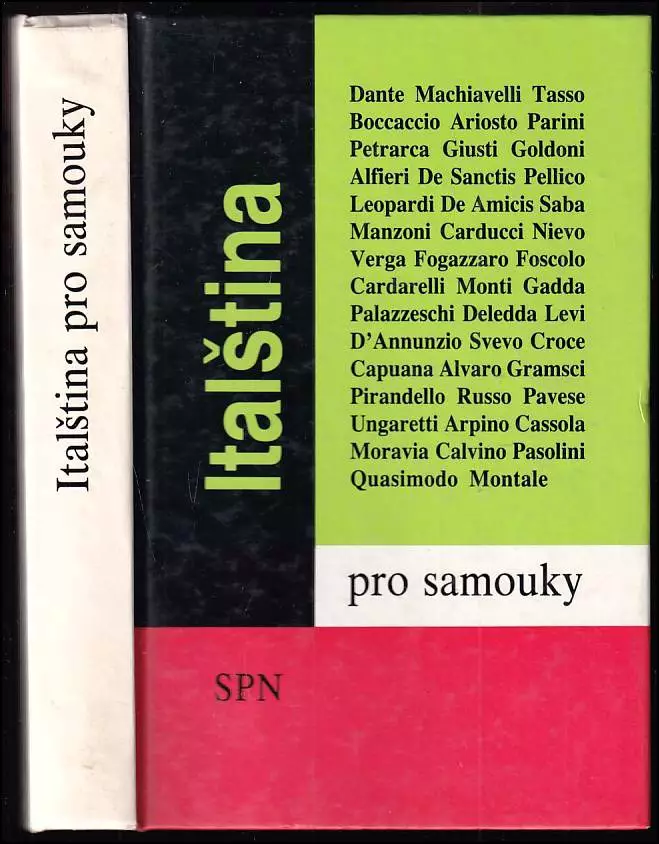 Italština pro samouky
Italština
Dante Machiavelli Tasso
Boccaccio Ariosto Parini
Petrarca Giusti Goldoni
Alfieri De Sanctis Pellico
Leopardi De Amicis Saba
Manzoni Carducci Nievo
Verga Fogazzaro Foscolo
Cardarelli Monti Gadda
Palazzeschi Deledda Levi
D'Annunzio Svevo Croce
Capuana Alvaro Gramsci
Pirandello Russo Pavese
Ungaretti Arpino Cassola
Moravia Calvino Pasolini
Quasimodo Montale
pro samouky
SPN